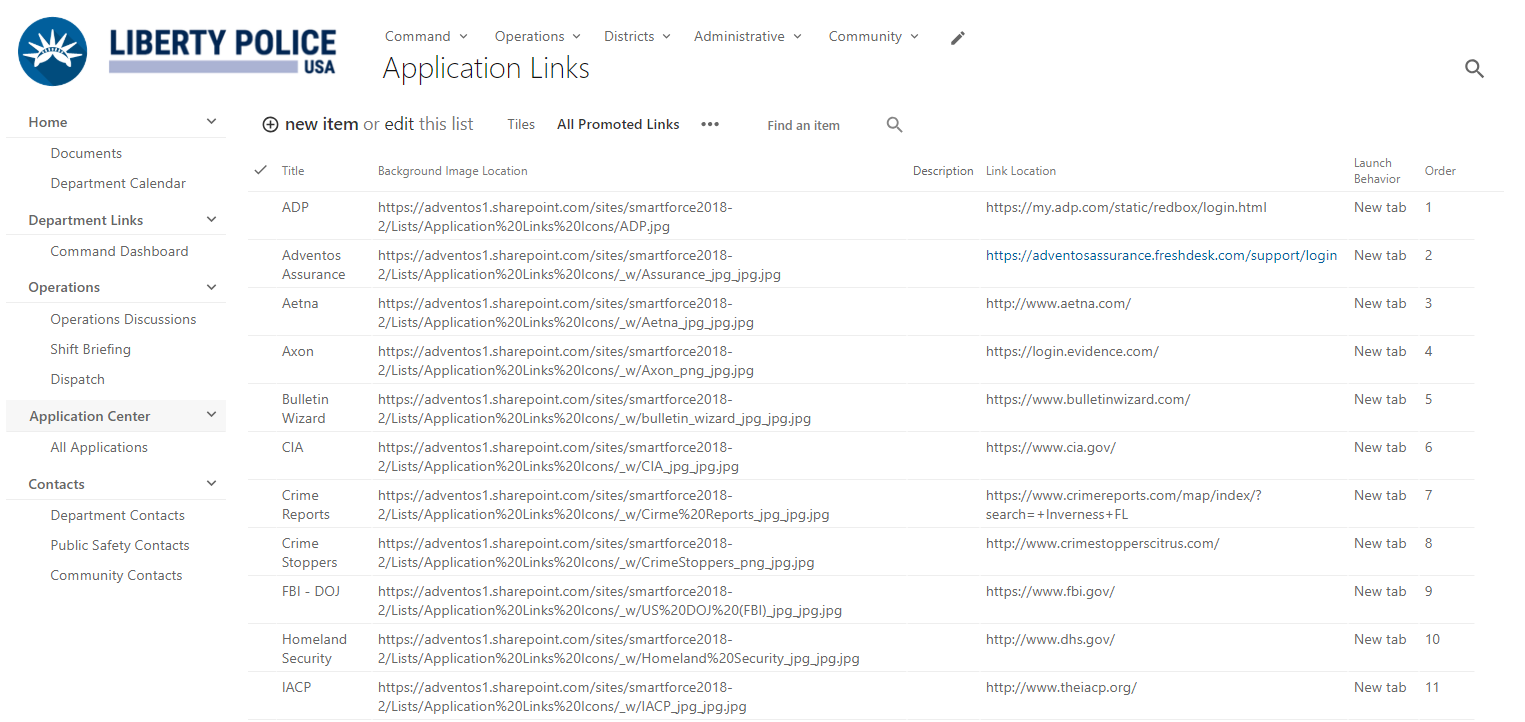 LIBERTY POLICE
USA
Command Operations Districts Administrative Community
Application Links
Home
Documents
Department Calendar
Department Links
Command Dashboard
Operations
Operations Discussions
Shift Briefing
Dispatch
Application Center
All Applications
Contacts
Department Contacts
Public Safety Contacts
Community Contacts
new item or edit this list Tiles All Promoted Links ••• Find an item
Title Background Image Location Description Link Location Launch Behavior Order
ADP https://adventos1.sharepoint.com/sites/smartforce2018- https://my.adp.com/static/redbox/login.html New tab 1
2/Lists/Application%20Links%20Icons/ADP.jpg
Adventos https://adventos1.sharepoint.com/sites/smartforce2018- https://adventosassurance.freshdesk.com/support/login New tab 2
Assurance 2/Lists/Application%20Links%20Icons/_w/Assurance_jpg_jpg.jpg
Aetna https://adventos1.sharepoint.com/sites/smartforce2018- http://www.aetna.com/ New tab 3
2/Lists/Application%20Links%20Icons/_w/Aetna_jpg_jpg.jpg
Axon https://adventos1.sharepoint.com/sites/smartforce2018- https://login.evidence.com/ New tab 4
2/Lists/Application%20Links%20Icons/_w/Axon_png_jpg.jpg
Bulletin https://adventos1.sharepoint.com/sites/smartforce2018- https://www.bulletinwizard.com/ New tab 5
Wizard 2/Lists/Application%20Links%20Icons/_w/bulletin_wizard_jpg_jpg.jpg
CIA https://adventos1.sharepoint.com/sites/smartforce2018- https://www.cia.gov/ New tab 6
2/Lists/Application%20Links%20Icons/_w/CIA_jpg_jpg.jpg
Crime https://adventos1.sharepoint.com/sites/smartforce2018- https://www.crimereports.com/map/index/? New tab 7
Reports 2/Lists/Application%20Links%20Icons/_w/Cirme%20Reports_jpg_jpg.jpg search=+Inverness+FL
Crime https://adventos1.sharepoint.com/sites/smartforce2018- http://www.crimestopperscitrus.com/ New tab 8
Stoppers 2/Lists/Application%20Links%20Icons/_w/CrimeStoppers_png_jpg.jpg
FBI - DOJ https://adventos1.sharepoint.com/sites/smartforce2018- https://www.fbi.gov/ New tab 9
2/Lists/Application%20Links%20Icons/_w/US%20DOJ%20(FBI)_jpg_jpg.jpg
Homeland https://adventos1.sharepoint.com/sites/smartforce2018- http://www.dhs.gov/ New tab 10
Security 2/Lists/Application%20Links%20Icons/_w/Homeland%20Security_jpg_jpg.jpg
IACP https://adventos1.sharepoint.com/sites/smartforce2018- http://www.theiacp.org/ New tab 11
2/Lists/Application%20Links%20Icons/_w/IACP_jpg_jpg.jpg